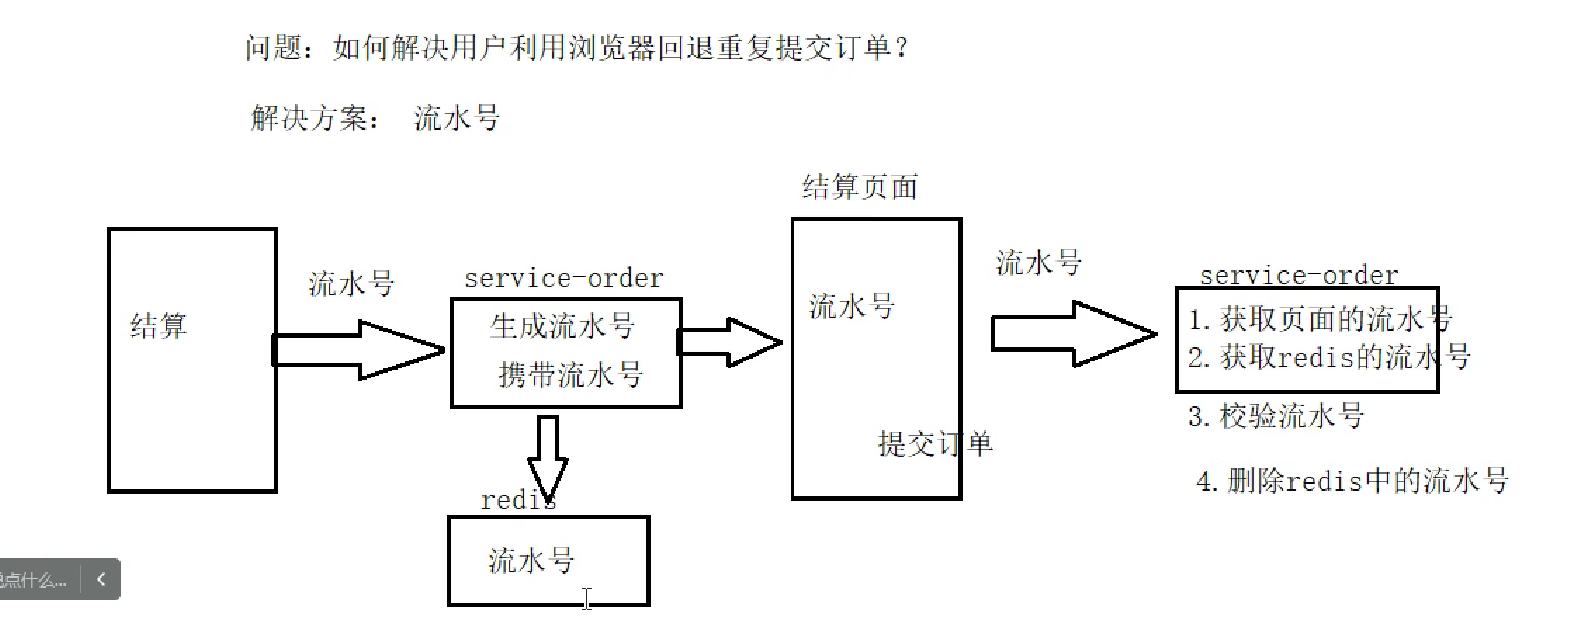 问题：如何解决用户利用浏览器回退重复提交订单？
解决方案： 流水号
结算
流水号
service-order
生成流水号
携带流水号
redis
流水号
结算页面
流水号
提交订单
流水号
service-order
1. 获取页面的流水号
2. 获取redis的流水号
3. 校验流水号
4. 删除redis中的流水号
点什么...